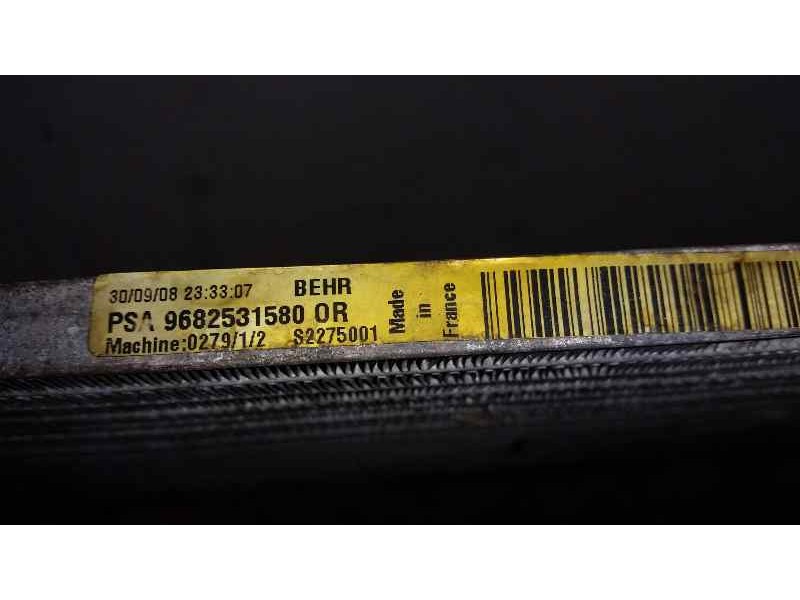 30/09/08 23:33:07 BEHR
PSA 9682531580 OR
Machine:0279/1/2 S2275001
Made
in
France